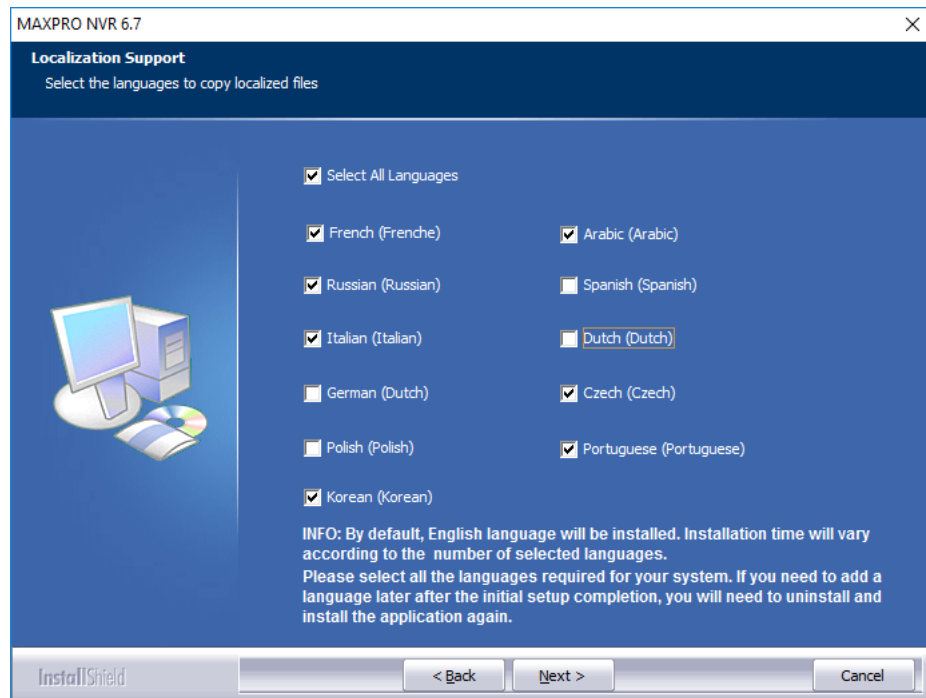 MAXPRO NVR 6.7
Localization Support
Select the languages to copy localized files
Select All Languages
French (Frenche)
Arabic (Arabic)
Russian (Russian)
Spanish (Spanish)
Italian (Italian)
Dutch (Dutch)
German (Dutch)
Czech (Czech)
Polish (Polish)
Portuguese (Portuguese)
Korean (Korean)
INFO: By default, English language will be installed. Installation time will vary
according to the number of selected languages.
Please select all the languages required for your system. If you need to add a
language later after the initial setup completion, you will need to uninstall and
install the application again.
InstallShield
< Back
Next >
Cancel